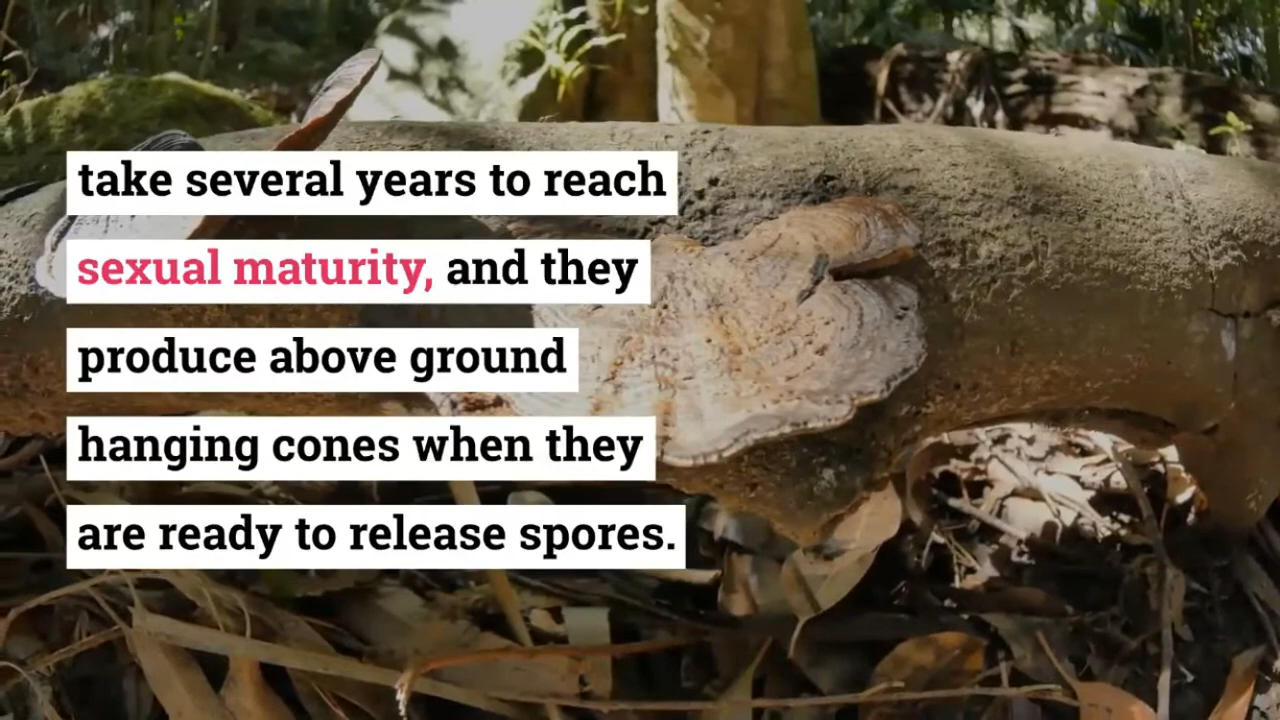 take several years to reach
sexual maturity, and they
produce above ground
hanging cones when they
are ready to release spores.